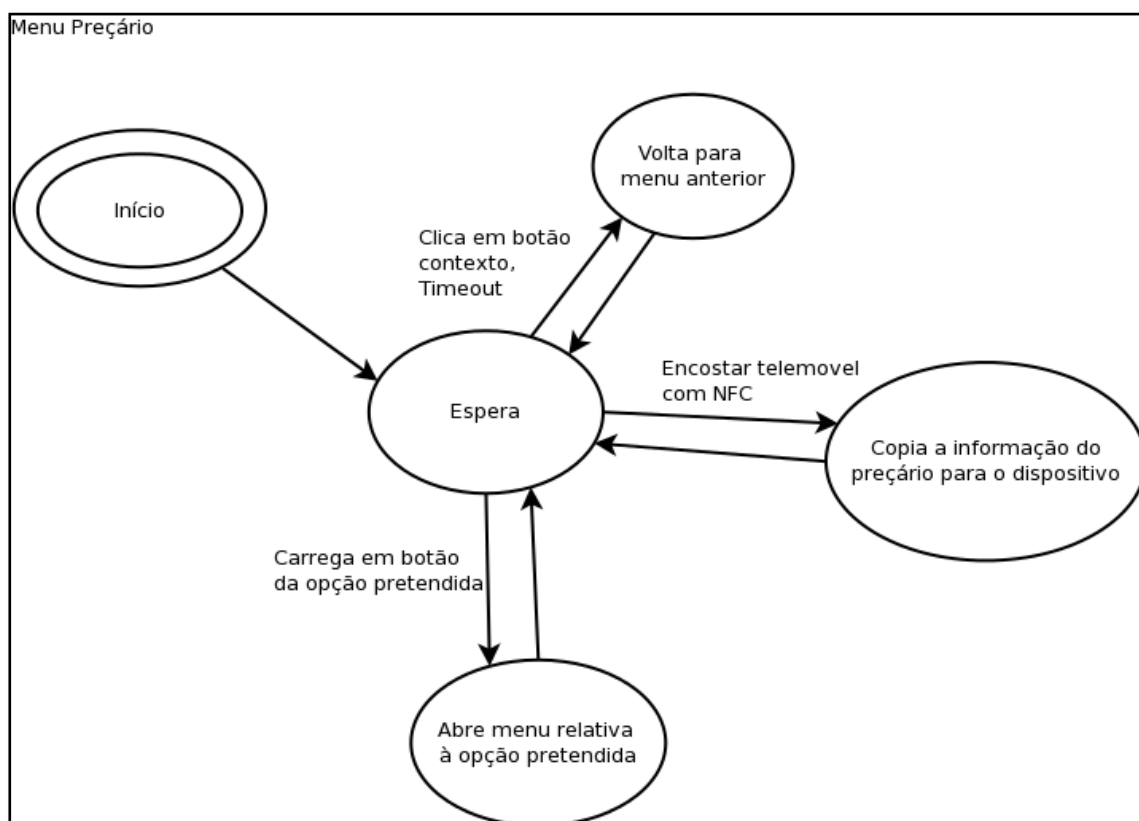 Menu Preçário
Volta para
menu anterior
Início
Clica em botão
contexto,
Timeout
Encostar telemovel
com NFC
Espera
Copia a informação do
preçário para o dispositivo
Carrega em botão
da opção pretendida
Abre menu relativa
à opção pretendida